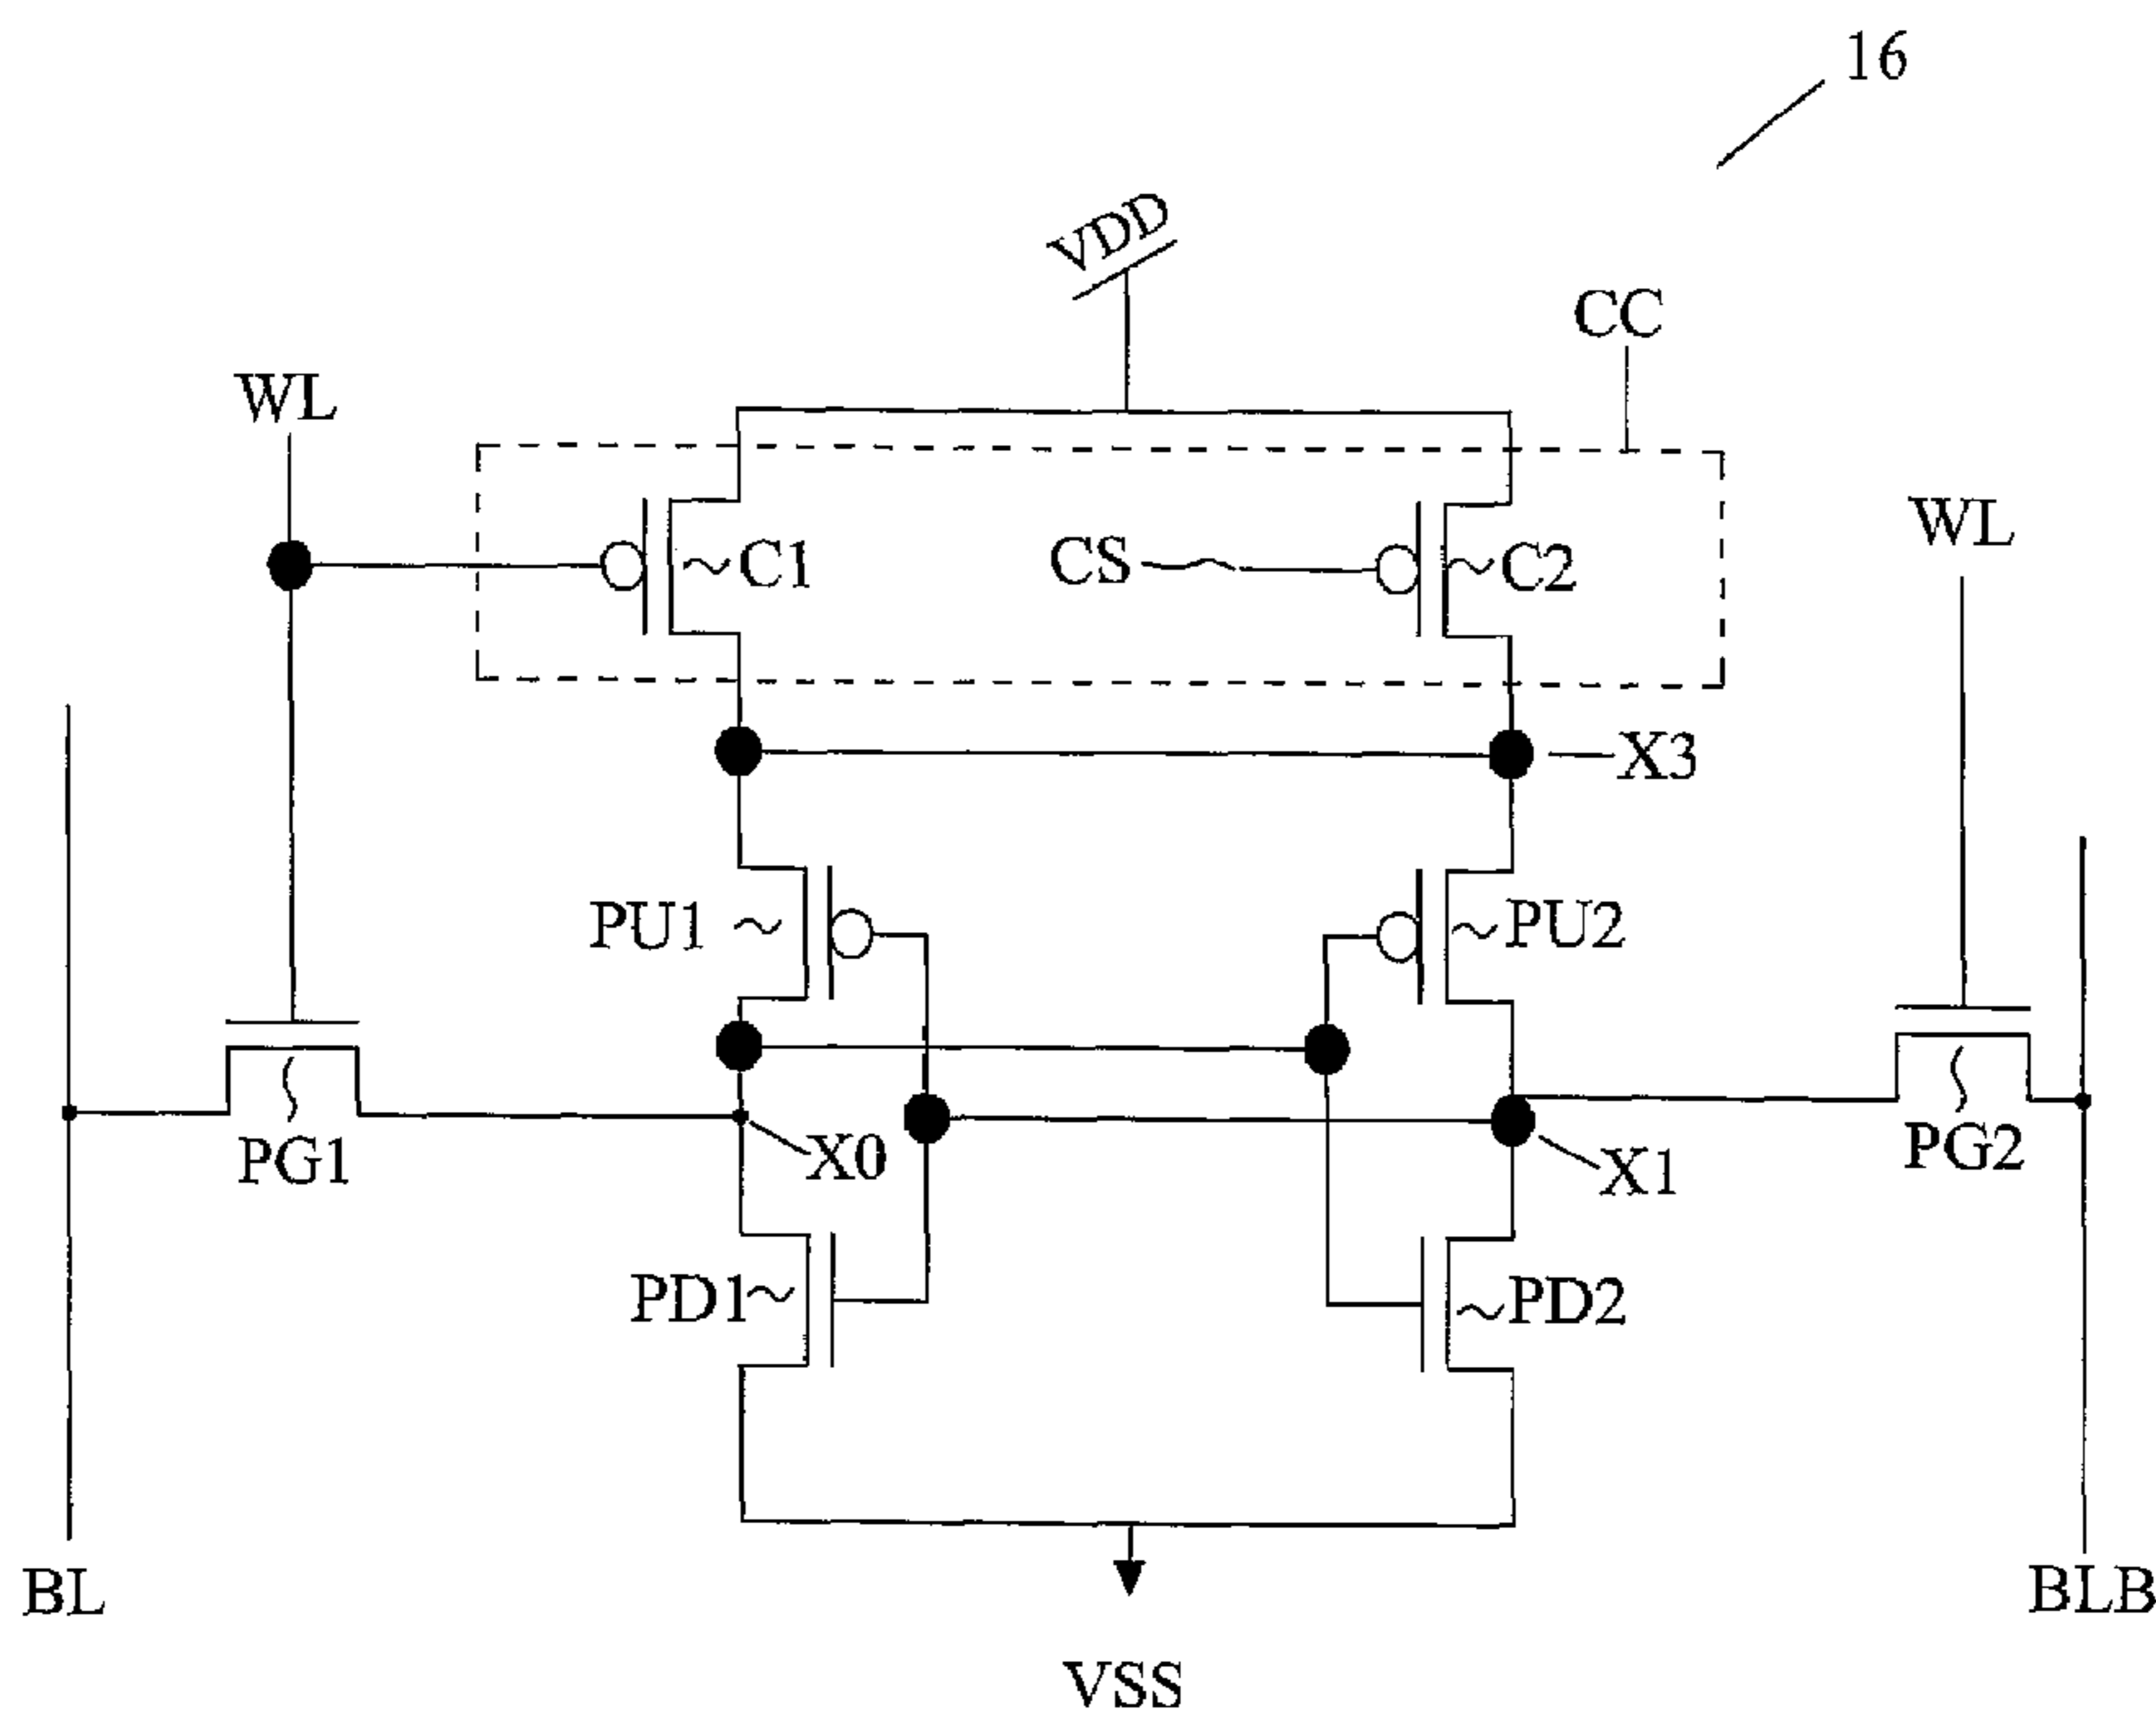 16
VDD
CC
WL
C1
CS
C2
WL
X3
PU1
PU2
PG1
X0
X1
PG2
PD1
PD2
BL
BLB
VSS